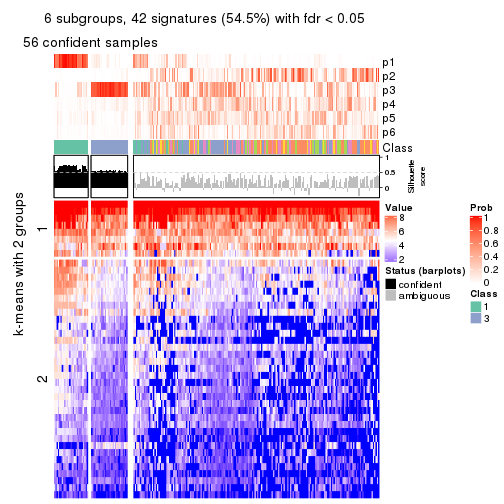 6 subgroups, 42 signatures (54.5%) with fdr < 0.05
56 confident samples
p1
p2
p3
p4
p5
p6
Class
1
0.5
0
Silhouette
score
k-means with 2 groups
1
2
Value
8
6
4
2
Status (barplots)
confident
ambiguous
Prob
1
0.8
0.6
0.4
0.2
0
Class
1
3